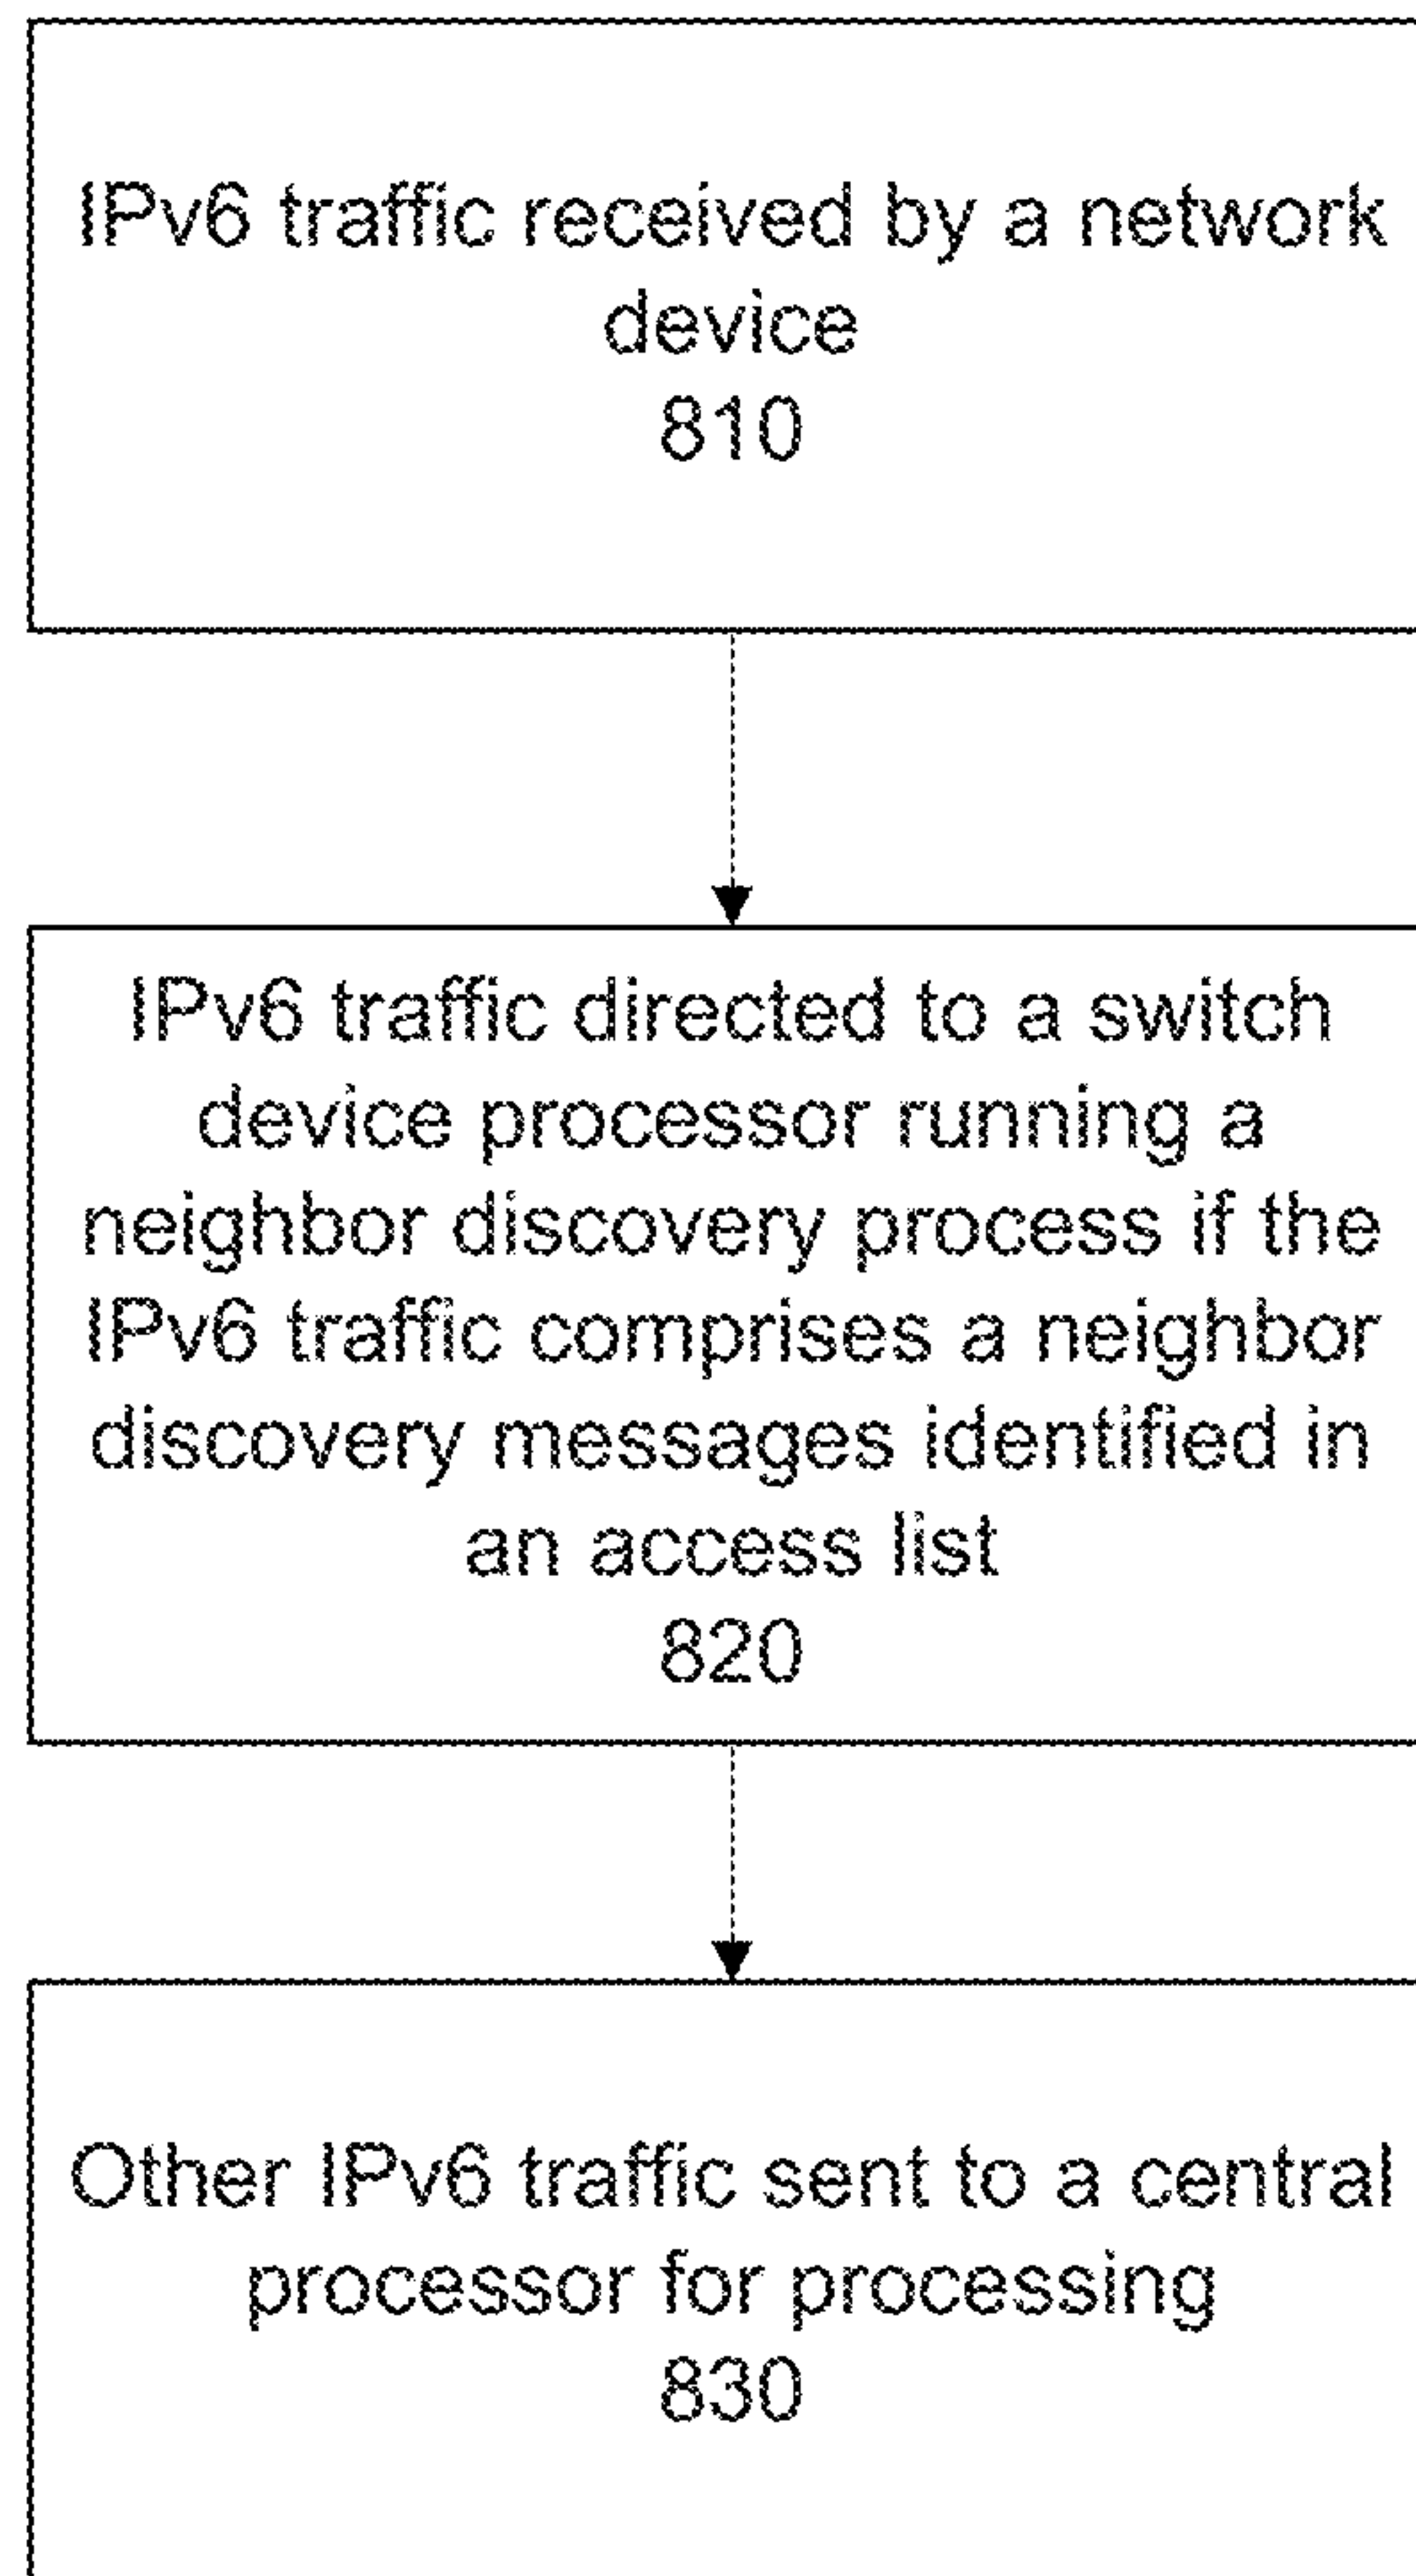 IPv6 traffic received by a network
device
810
IPv6 traffic directed to a switch
device processor running a
neighbor discovery process if the
IPv6 traffic comprises a neighbor
discovery messages identified in
an access list
820
Other IPv6 traffic sent to a central
processor for processing
830